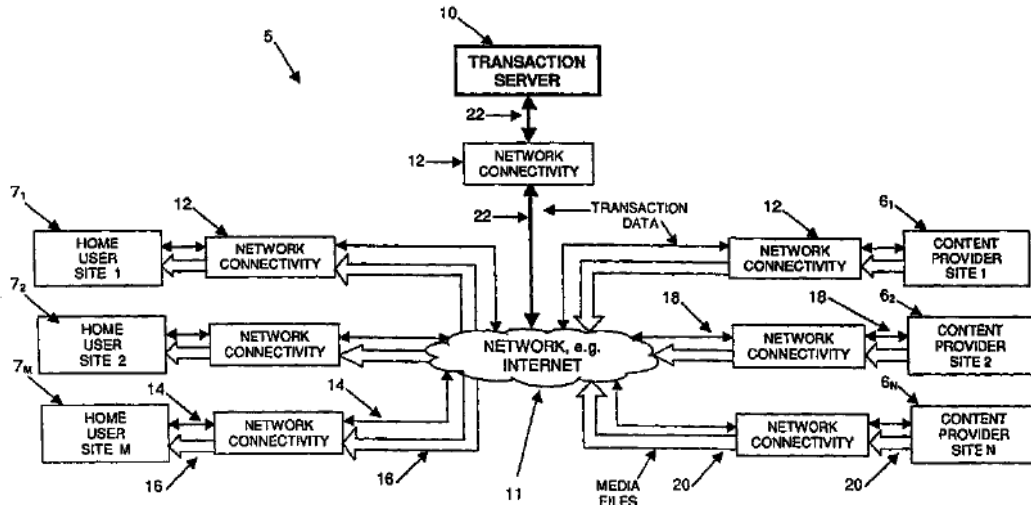 10
5
TRANSACTION
SERVER
22
12
NETWORK
CONNECTIVITY
22
TRANSACTION
DATA
7₁
12
HOME
USER
SITE 1
NETWORK
CONNECTIVITY
12
6₁
NETWORK
CONNECTIVITY
CONTENT
PROVIDER
SITE 1
7₂
HOME
USER
SITE 2
NETWORK
CONNECTIVITY
NETWORK, e.g.
INTERNET
18
NETWORK
CONNECTIVITY
18
6₂
CONTENT
PROVIDER
SITE 2
7M
14
HOME
USER
SITE M
NETWORK
CONNECTIVITY
14
16
16
11
6N
NETWORK
CONNECTIVITY
CONTENT
PROVIDER
SITE N
MEDIA
FILES
20
20